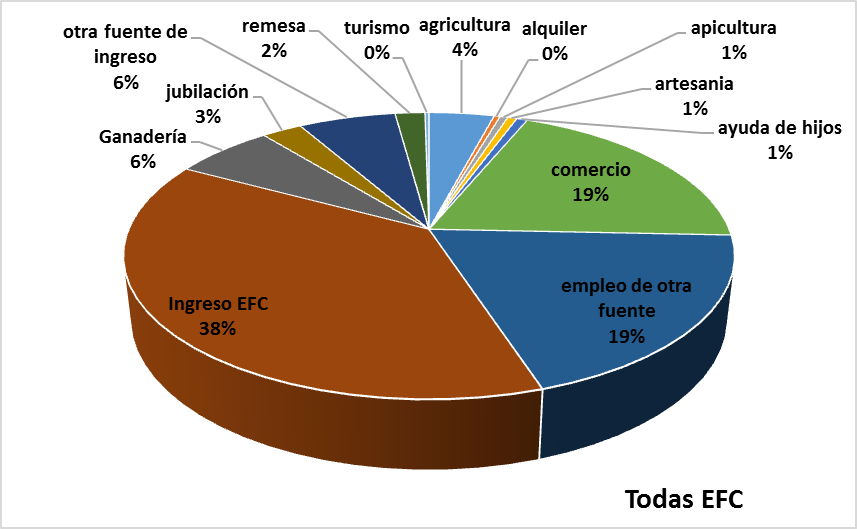 otra fuente de
ingreso
6%
remesa
2%
turismo
0%
agricultura
4%
alquiler
0%
apicultura
1%
jubilación
3%
artesania
1%
Ganadería
6%
ayuda de hijos
1%
comercio
19%
empleo de otra
fuente
19%
Ingreso EFC
38%
Todas EFC